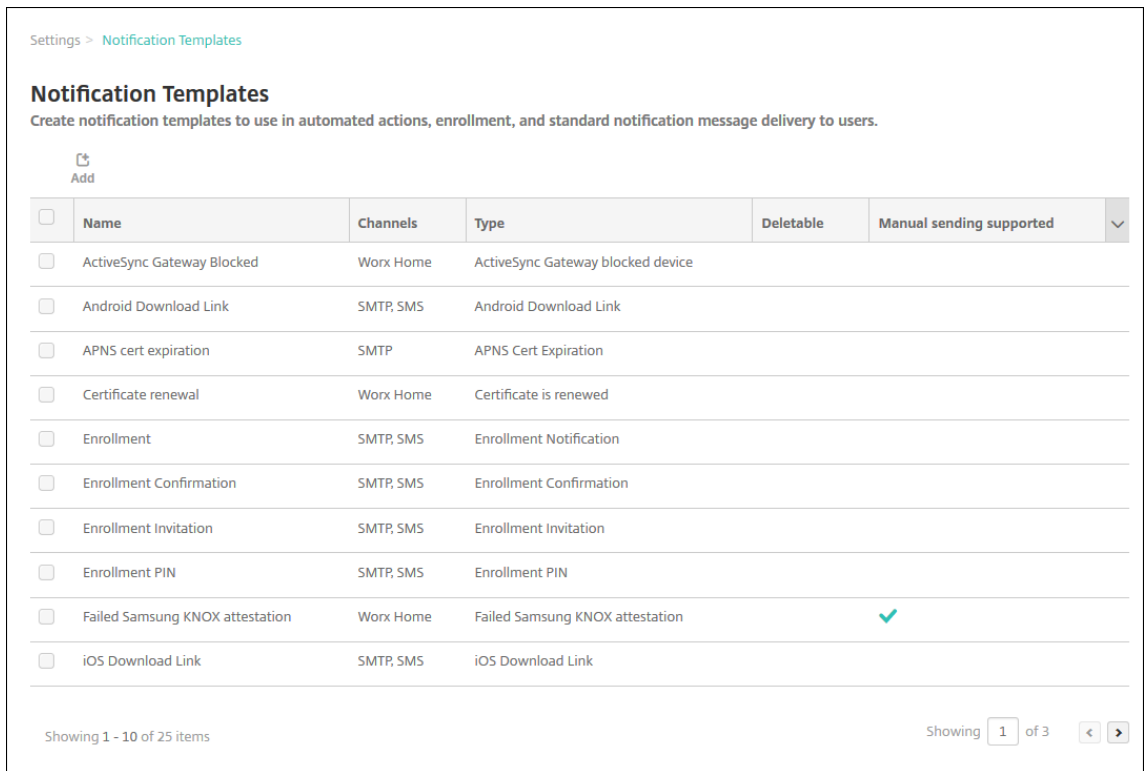 Settings > Notification Templates
Notification Templates
Create notification templates to use in automated actions, enrollment, and standard notification message delivery to users.
Add
Name Channels Type Deletable Manual sending supported
ActiveSync Gateway Blocked Worx Home ActiveSync Gateway blocked device
Android Download Link SMTP, SMS Android Download Link
APNS cert expiration SMTP APNS Cert Expiration
Certificate renewal Worx Home Certificate is renewed
Enrollment SMTP, SMS Enrollment Notification
Enrollment Confirmation SMTP, SMS Enrollment Confirmation
Enrollment Invitation SMTP, SMS Enrollment Invitation
Enrollment PIN SMTP, SMS Enrollment PIN
Failed Samsung KNOX attestation Worx Home Failed Samsung KNOX attestation
iOS Download Link SMTP, SMS iOS Download Link
Showing 1 - 10 of 25 items Showing 1 of 3